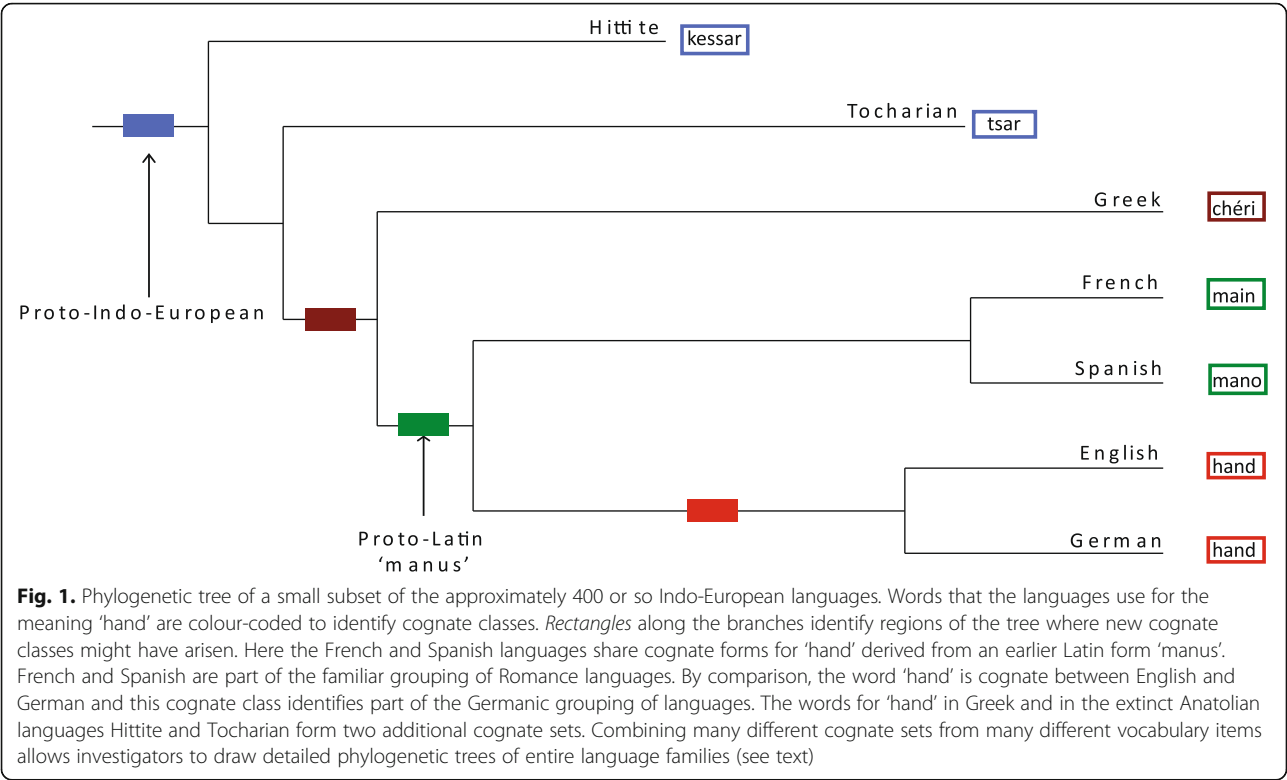 Hittite
kessar
Tocharian
tsar
Greek
chéri
French
main
Proto-Indo-European
Spanish
mano
English
hand
Proto-Latin
‘manus’
German
hand
Fig. 1. Phylogenetic tree of a small subset of the approximately 400 or so Indo-European languages. Words that the languages use for the
meaning ‘hand’ are colour-coded to identify cognate classes. Rectangles along the branches identify regions of the tree where new cognate
classes might have arisen. Here the French and Spanish languages share cognate forms for ‘hand’ derived from an earlier Latin form ‘manus’.
French and Spanish are part of the familiar grouping of Romance languages. By comparison, the word ‘hand’ is cognate between English and
German and this cognate class identifies part of the Germanic grouping of languages. The words for ‘hand’ in Greek and in the extinct Anatolian
languages Hittite and Tocharian form two additional cognate sets. Combining many different cognate sets from many different vocabulary items
allows investigators to draw detailed phylogenetic trees of entire language families (see text)